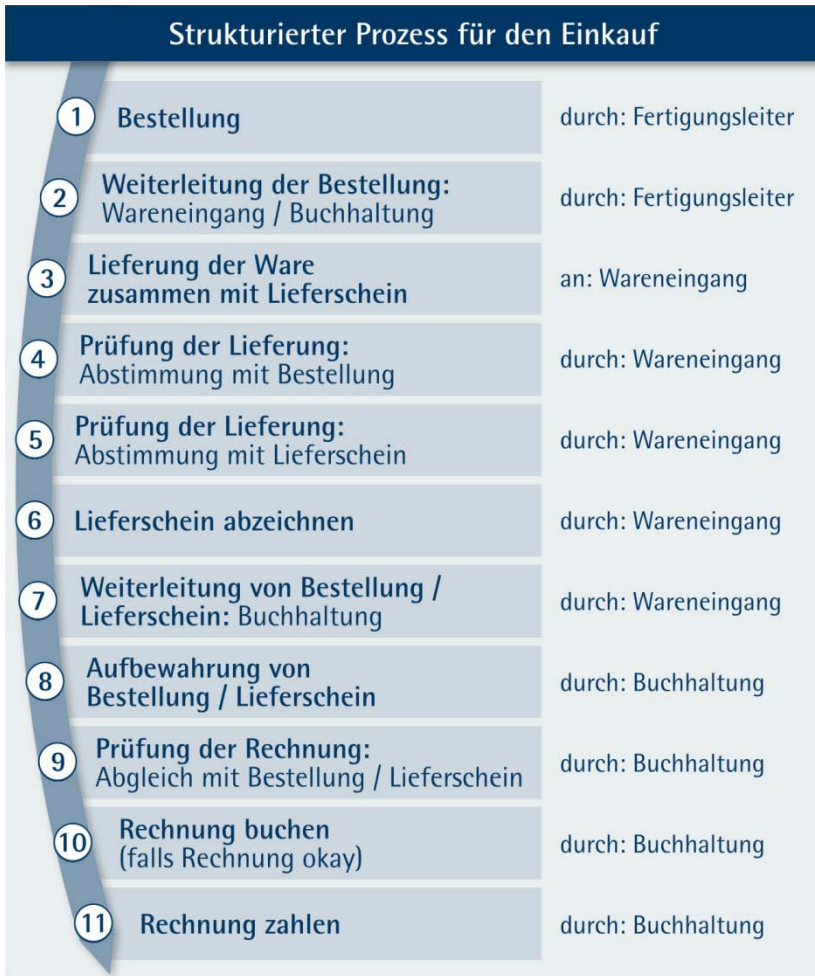 Strukturierter Prozess für den Einkauf
1 Bestellung durch: Fertigungsleiter
2 Weiterleitung der Bestellung:
Wareneingang / Buchhaltung durch: Fertigungsleiter
3 Lieferung der Ware
zusammen mit Lieferschein an: Wareneingang
4 Prüfung der Lieferung:
Abstimmung mit Bestellung durch: Wareneingang
5 Prüfung der Lieferung:
Abstimmung mit Lieferschein durch: Wareneingang
6 Lieferschein abzeichnen durch: Wareneingang
7 Weiterleitung von Bestellung /
Lieferschein: Buchhaltung durch: Wareneingang
8 Aufbewahrung von
Bestellung / Lieferschein durch: Buchhaltung
9 Prüfung der Rechnung:
Abgleich mit Bestellung / Lieferschein durch: Buchhaltung
10 Rechnung buchen
(falls Rechnung okay) durch: Buchhaltung
11 Rechnung zahlen durch: Buchhaltung